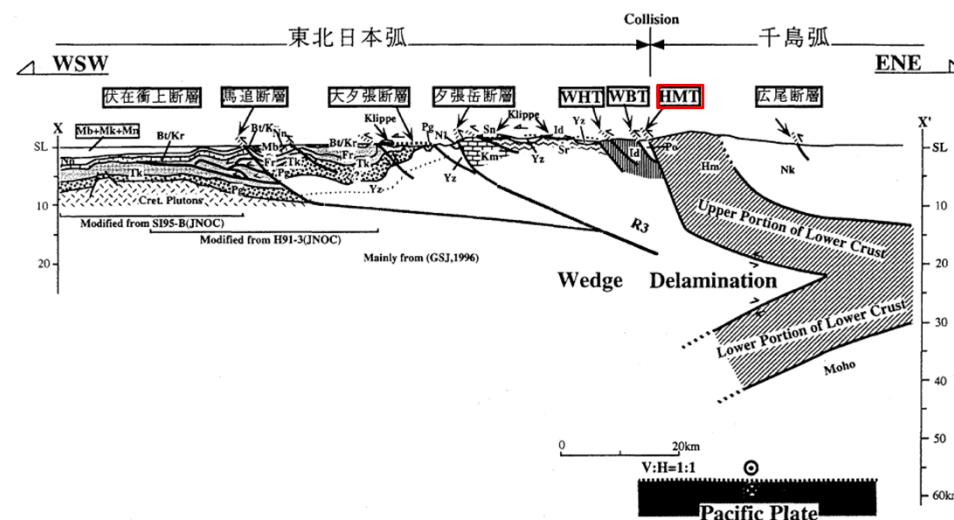 Collision
東北日本弧
千島弧
WSW
ENE
伏在衝上断層
馬追断層
大夕張断層
夕張岳断層
WHT
WBT
HMT
広尾断層
X
Mb+Mk+Mn
Bt/Kr
Bt/K
Nn
Mb
Bt/Kr
Klippe
Pg
Nl
Sn
Klippe
Id
Yz
X'
SL
Np
Tk
Fr
Tk
Pg
Fr
Tk
Pg
Yz
Km
Yz
Yz
Sr
Id
Po
Hm
Nk
SL
Cret. Plutons
10
20
Modified from SI95-B(JNOC)
Modified from H91-3(JNOC)
Mainly from (GSJ,1996)
R3
Wedge Delamination
Upper Portion of Lower Crust
Lower Portion of Lower Crust
Moho
10
20
30
40
50
60km
0 20km
V:H=1:1
Pacific Plate